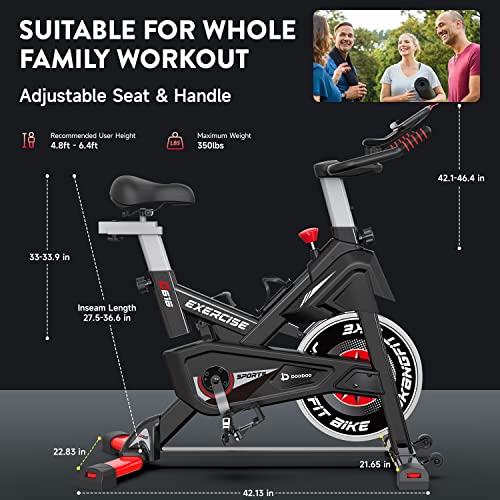 SUITABLE FOR WHOLE
FAMILY WORKOUT
Adjustable Seat & Handle
Recommended User Height
4.8ft - 6.4ft
LBS
Maximum Weight
350lbs
42.1-46.4 in
33-33.9 in
Inseam Length
27.5-36.6 in
EXERCISE
SPORTS
FIT BIKE
22.83 in
21.65 in
42.13 in